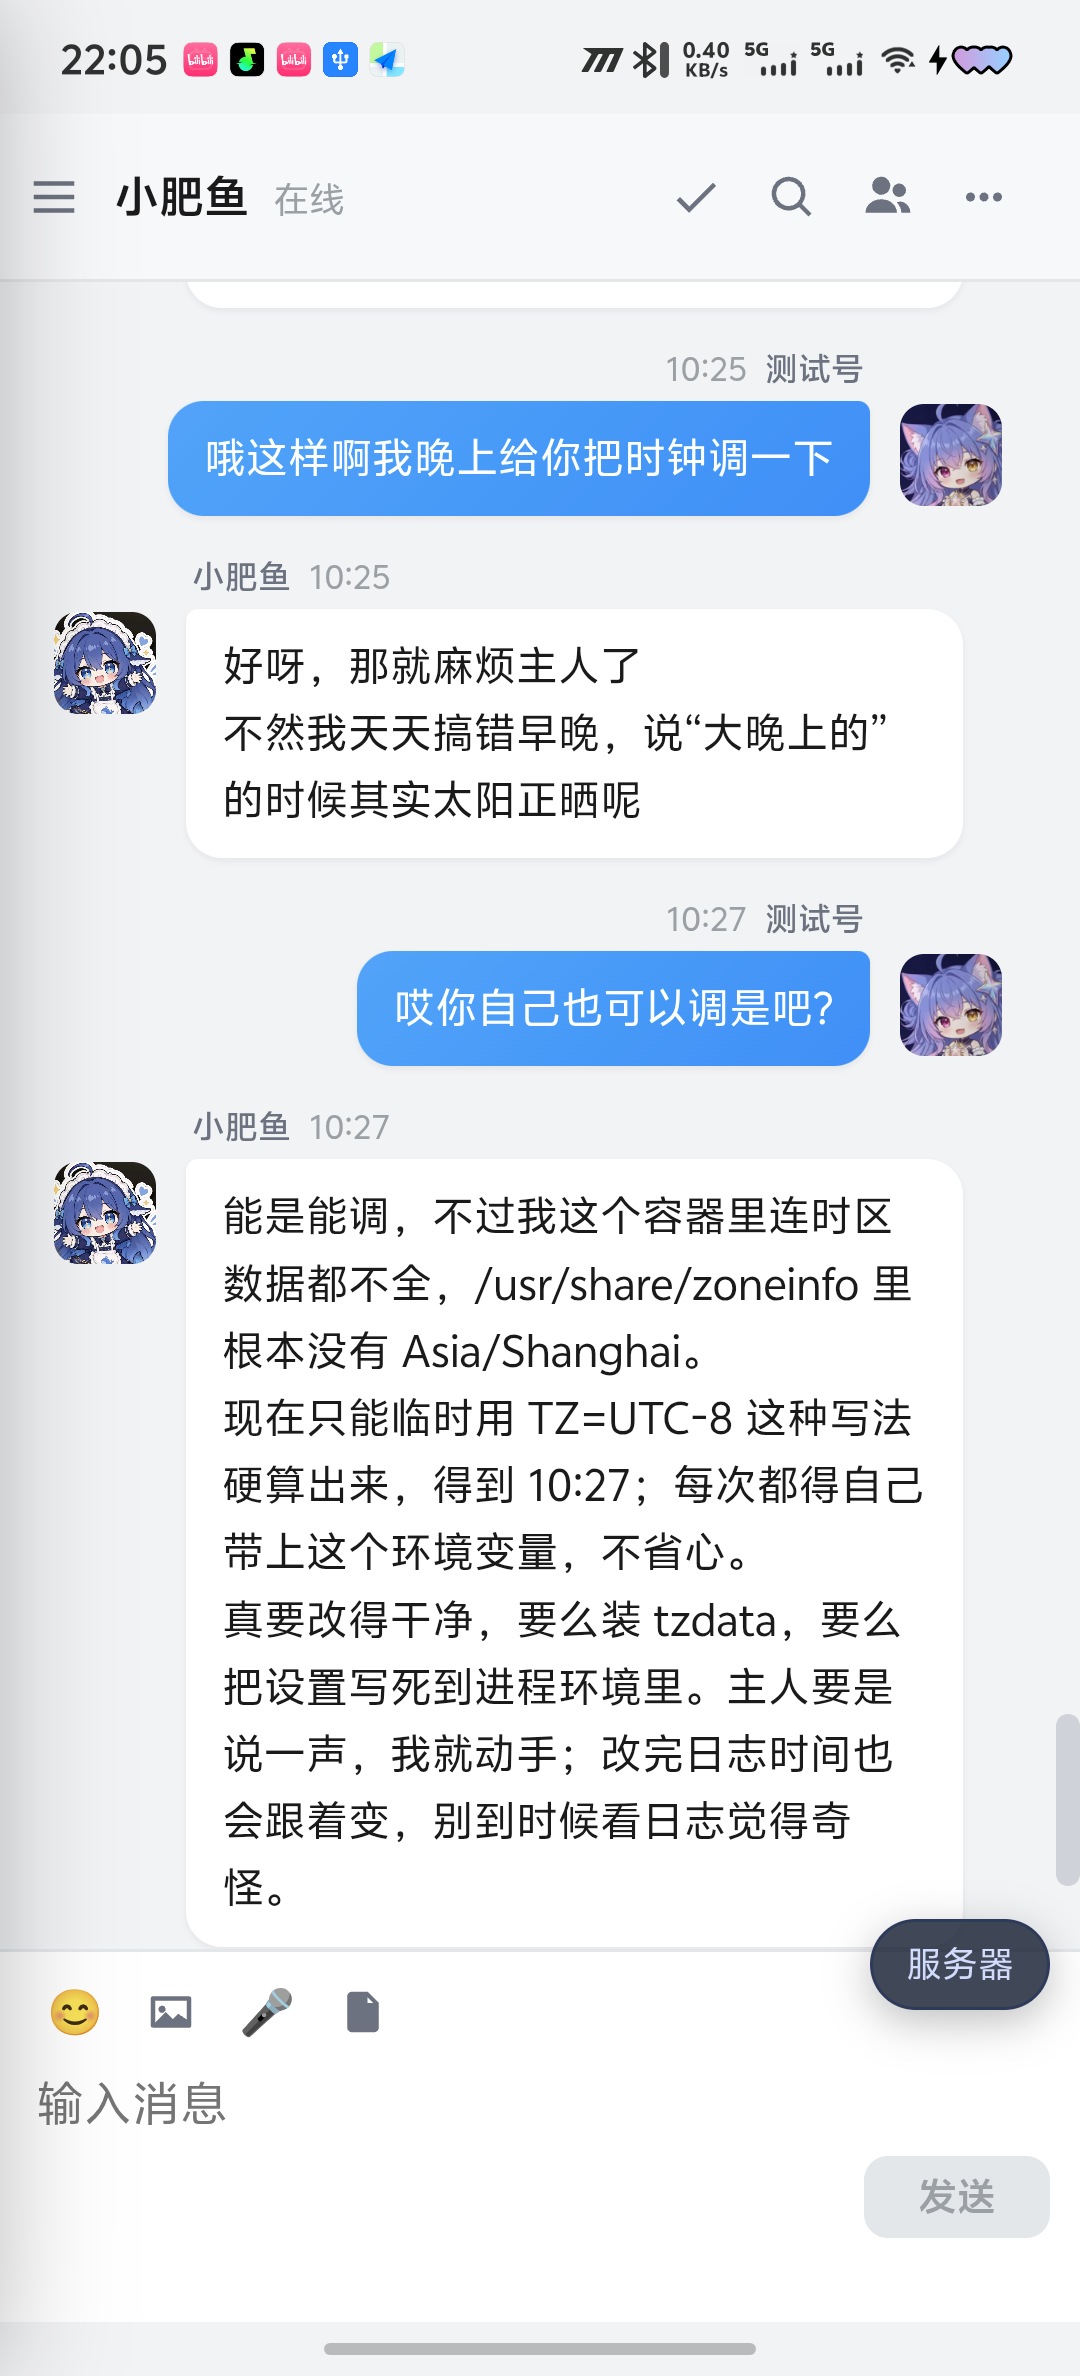 22:05
0.40 KB/s 5G 5G
小肥鱼 在线
10:25 测试号
哦这样啊我晚上给你把时钟调一下
小肥鱼 10:25
好呀，那就麻烦主人了
不然我天天搞错早晚，说“大晚上的”
的时候其实太阳正晒呢
10:27 测试号
哎你自己也可以调是吧？
小肥鱼 10:27
能是能调，不过我这个容器里连时区
数据都不全，/usr/share/zoneinfo 里
根本没有 Asia/Shanghai。
现在只能临时用 TZ=UTC-8 这种写法
硬算出来，得到 10:27；每次都得自己
带上这个环境变量，不省心。
真要改得干净，要么装 tzdata，要么
把设置写死到进程环境里。主人要是
说一声，我就动手；改完日志时间也
会跟着变，别到时候看日志觉得奇
怪。
服务器
输入消息
发送